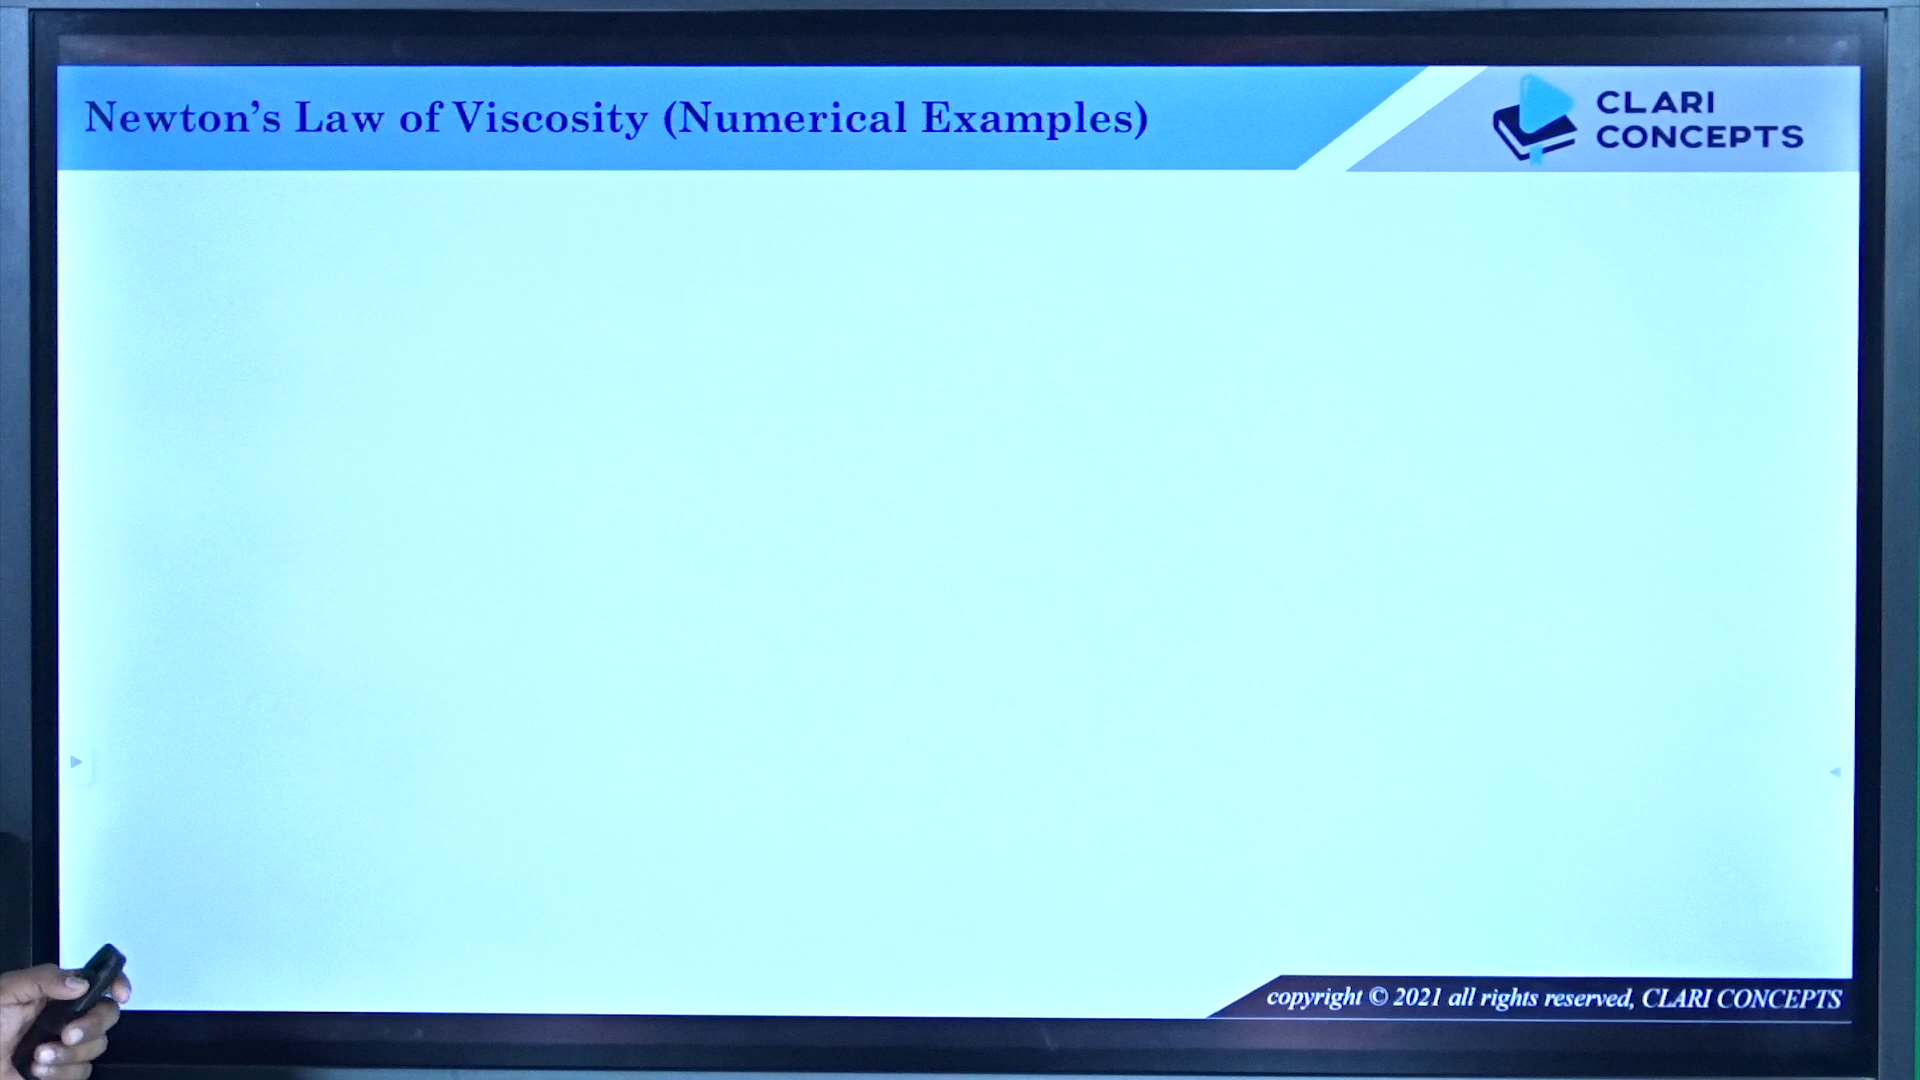 Newton’s Law of Viscosity (Numerical Examples)
CLARI
CONCEPTS
copyright © 2021 all rights reserved, CLARI CONCEPTS